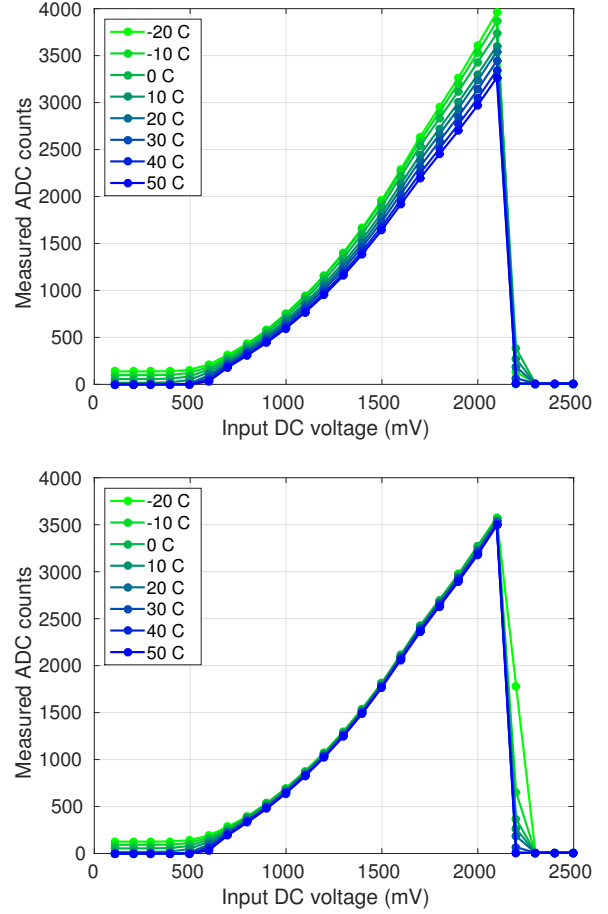 4000
3500
3000
2500
2000
1500
1000
500
0
Measured ADC counts
-20 C
-10 C
0 C
10 C
20 C
30 C
40 C
50 C
0 500 1000 1500 2000 2500
Input DC voltage (mV)
4000
3500
3000
2500
2000
1500
1000
500
0
Measured ADC counts
-20 C
-10 C
0 C
10 C
20 C
30 C
40 C
50 C
0 500 1000 1500 2000 2500
Input DC voltage (mV)